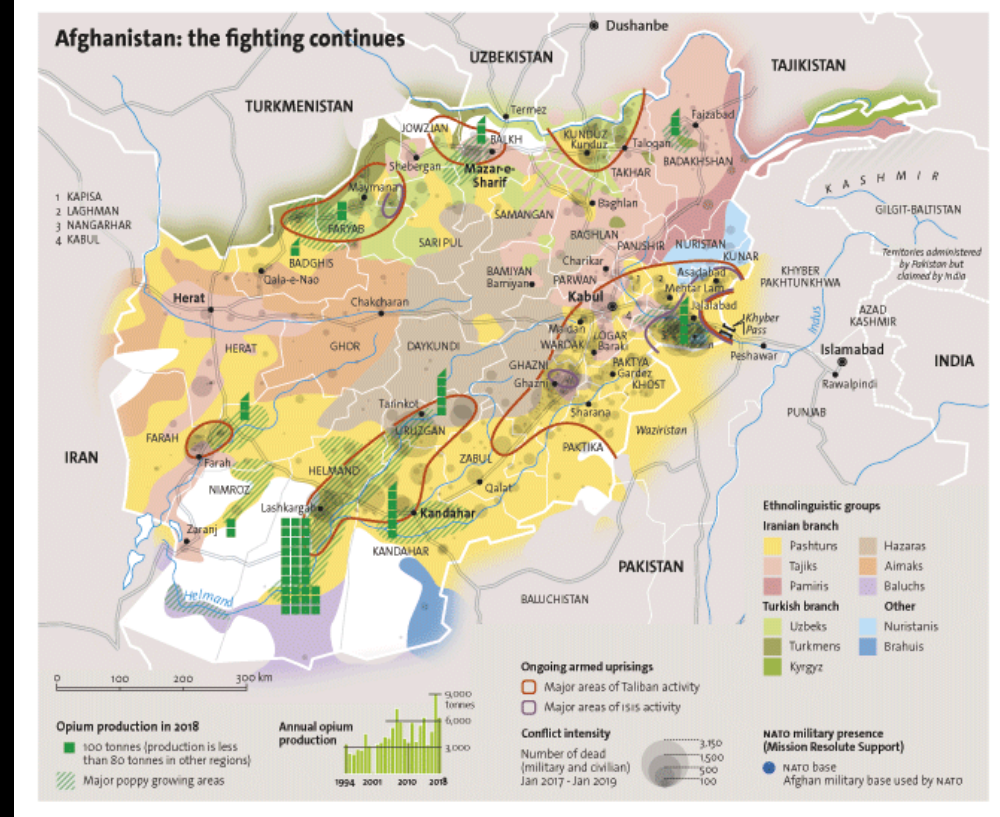 Afghanistan: the fighting continues
Dushanbe
UZBEKISTAN
TAJIKISTAN
TURKMENISTAN
Termez
JOWZJAN
BALKH
KUNDUZ
Kunduz
Faizabad
Taloqan
BADAKHSHAN
Shebergan
Mazar-e-
Sharif
TAKHAR
Maymana
1 KAPISA
2 LAGHMAN
3 NANGARHAR
4 KABUL
KASHMIR
GILGIT-BALTISTAN
Baghlan
SAMANGAN
FARYAB
SARI PUL
BAGHLAN
PANJSHIR
NURISTAN
KUNAR
Territories administered
by Pakistan but
claimed by India
BADGHIS
Qala-e-Nao
BAMIYAN
Bamiyan
Charikar
PARWAN
Asadabad
Mehtar Lam
KHYBER
PAKHTUNKHWA
Herat
Chakcharan
Kabul
1
2
3
4
Jalalabad
Khyber
Pass
Indus
AZAD
KASHMIR
Maidan
WARDAK
LOGAR
Baraki
Peshawar
Islamabad
INDIA
HERAT
GHOR
DAYKUNDI
GHAZNI
Ghazni
PAKTYA
Gardez
KHOST
Rawalpindi
Tarinkot
URUZGAN
Sharana
PUNJAB
Waziristan
FARAH
Farah
IRAN
HELMAND
ZABUL
PAKTIKA
NIMROZ
Qalat
Lashkargah
Kandahar
Zaranj
KANDAHAR
PAKISTAN
Helmand
BALUCHISTAN
Ethnolinguistic groups
Iranian branch
Pashtuns
Tajiks
Pamiris
Hazaras
Aimaks
Baluchs
Turkish branch
Uzbeks
Turkmens
Kyrgyz
Other
Nuristanis
Brahuis
0 100 200 300 km
Opium production in 2018
100 tonnes (production is less
than 80 tonnes in other regions)
Major poppy growing areas
Annual opium
production
9,000
tonnes
6,000
3,000
1994 2001 2010 2018
Ongoing armed uprisings
Major areas of Taliban activity
Major areas of ISIS activity
Conflict intensity
Number of dead
(military and civilian)
Jan 2017 - Jan 2019
3,150
1,500
500
100
NATO military presence
(Mission Resolute Support)
NATO base
Afghan military base used by NATO